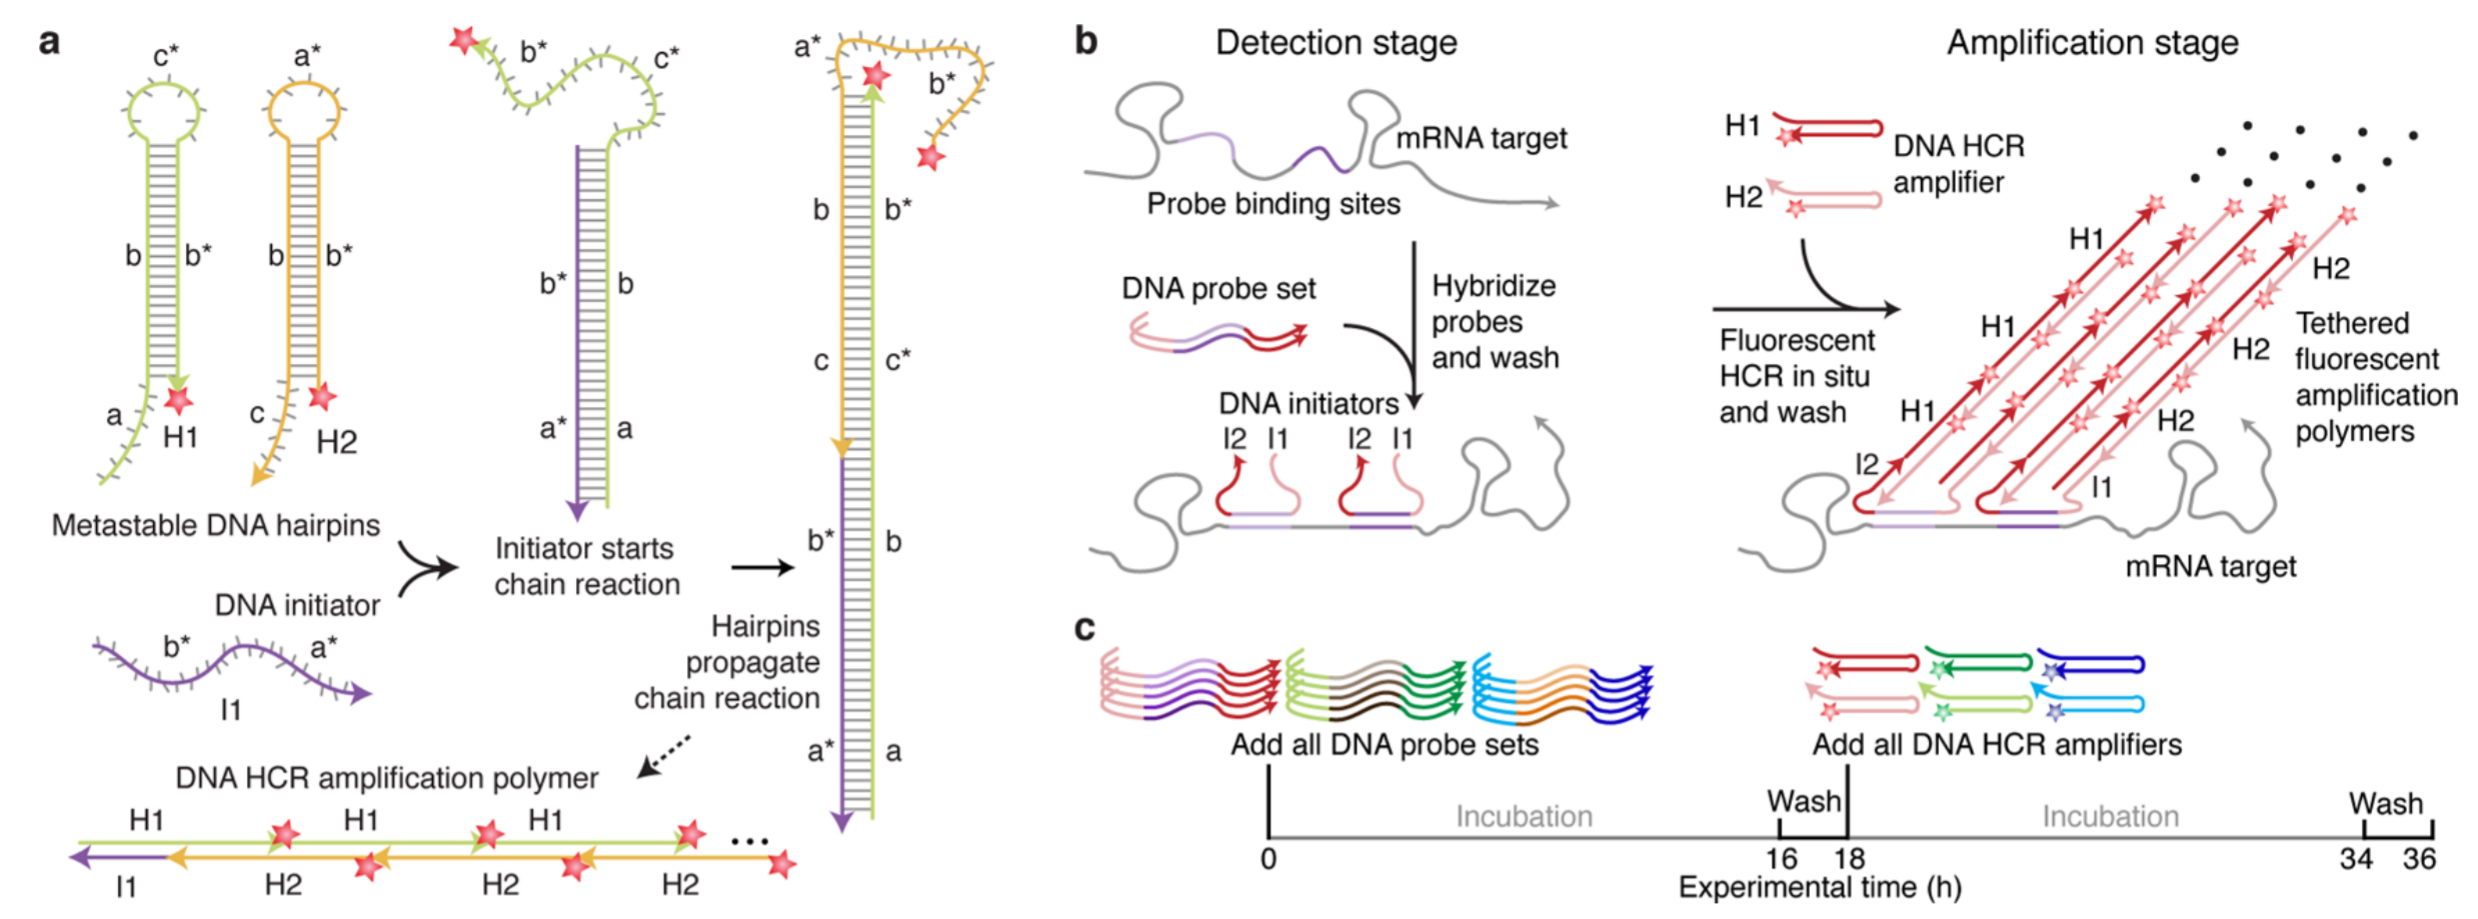 a
c*
a*
b
b*
b
b*
a
H1
c
H2
Metastable DNA hairpins
DNA initiator
b*
a*
I1
b*
c*
b*
b
a*
a
Initiator starts
chain reaction
a*
b*
b
b*
c
c*
b*
b
a*
a
Hairpins
propagate
chain reaction
DNA HCR amplification polymer
H1
H1
H1
...
I1
H2
H2
H2
b
Detection stage
mRNA target
Probe binding sites
DNA probe set
Hybridize
probes
and wash
DNA initiators
I2
I1
I2
I1
Amplification stage
H1
H2
DNA HCR
amplifier
Fluorescent
HCR in situ
and wash
H1
H1
H1
I2
H2
H2
H2
I1
Tethered
fluorescent
amplification
polymers
mRNA target
c
Add all DNA probe sets
Add all DNA HCR amplifiers
Incubation
Wash
Incubation
Wash
0
16
18
34
36
Experimental time (h)